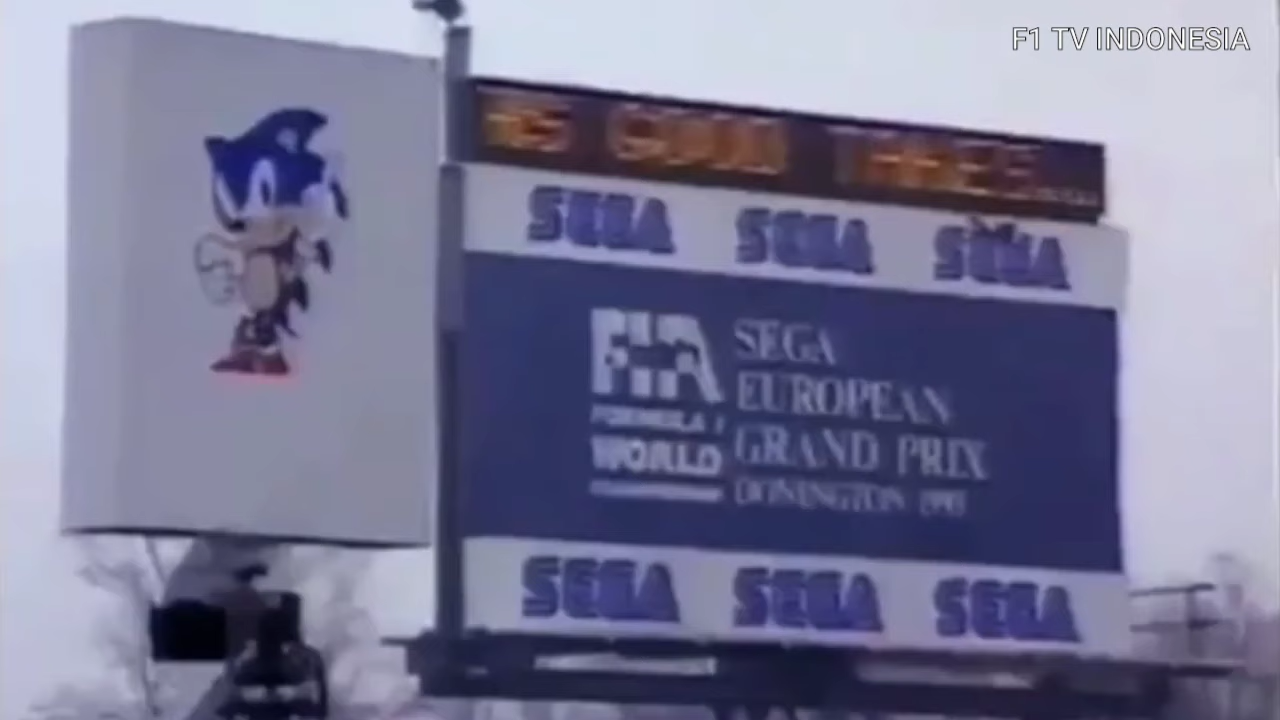 F1 TV INDONESIA
GOOD
SEGA SEGA SEGA
FIA
FORMULA 1
WORLD
SEGA
EUROPEAN
GRAND PRIX
DONINGTON 1993
SEGA SEGA SEGA